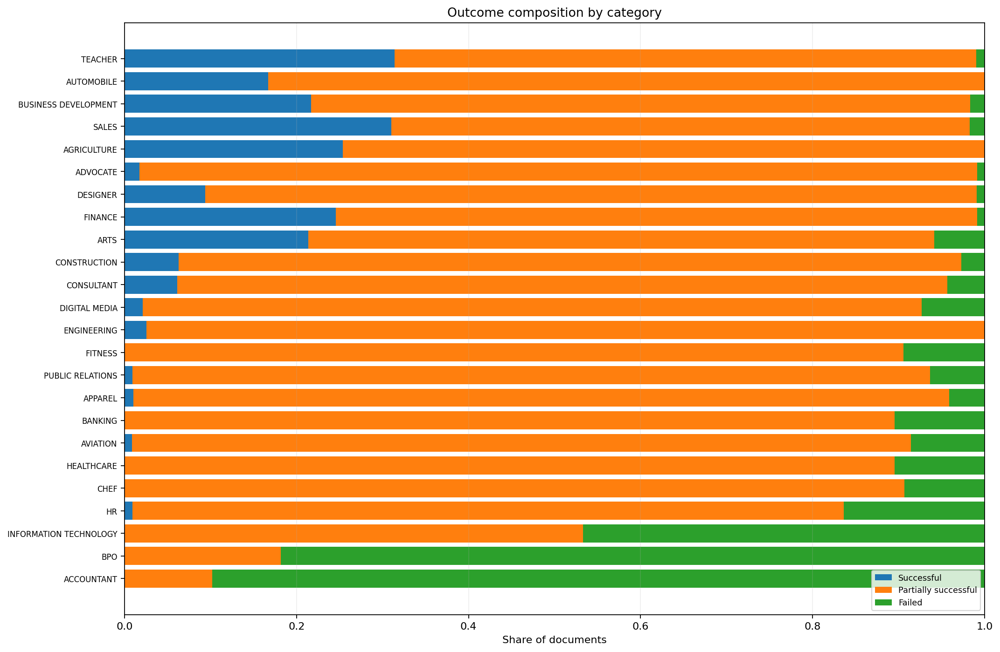 Outcome composition by category
TEACHER
AUTOMOBILE
BUSINESS DEVELOPMENT
SALES
AGRICULTURE
ADVOCATE
DESIGNER
FINANCE
ARTS
CONSTRUCTION
CONSULTANT
DIGITAL MEDIA
ENGINEERING
FITNESS
PUBLIC RELATIONS
APPAREL
BANKING
AVIATION
HEALTHCARE
CHEF
HR
INFORMATION TECHNOLOGY
BPO
ACCOUNTANT
Successful
Partially successful
Failed
0.0 0.2 0.4 0.6 0.8 1.0
Share of documents